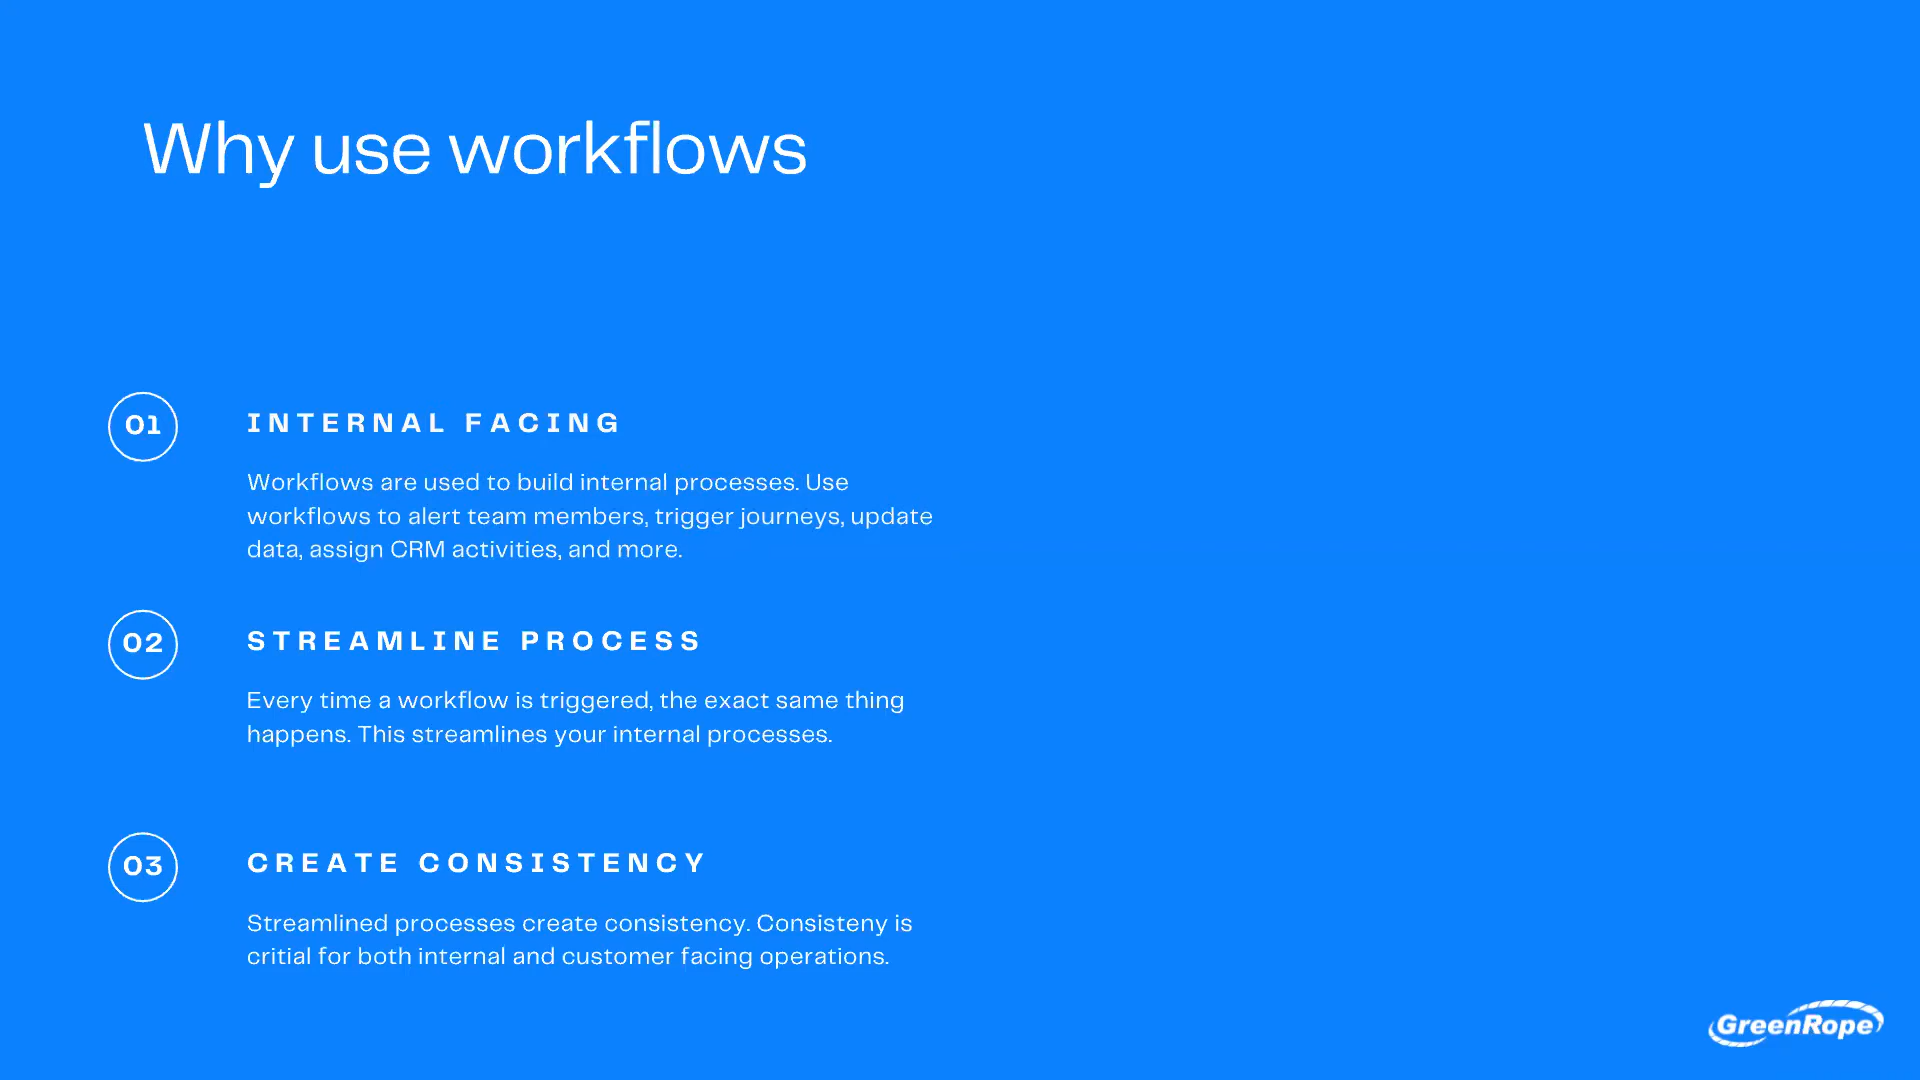 Why use workflows
01
INTERNAL FACING
Workflows are used to build internal processes. Use
workflows to alert team members, trigger journeys, update
data, assign CRM activities, and more.
02
STREAMLINE PROCESS
Every time a workflow is triggered, the exact same thing
happens. This streamlines your internal processes.
03
CREATE CONSISTENCY
Streamlined processes create consistency. Consisteny is
critial for both internal and customer facing operations.
GreenRope